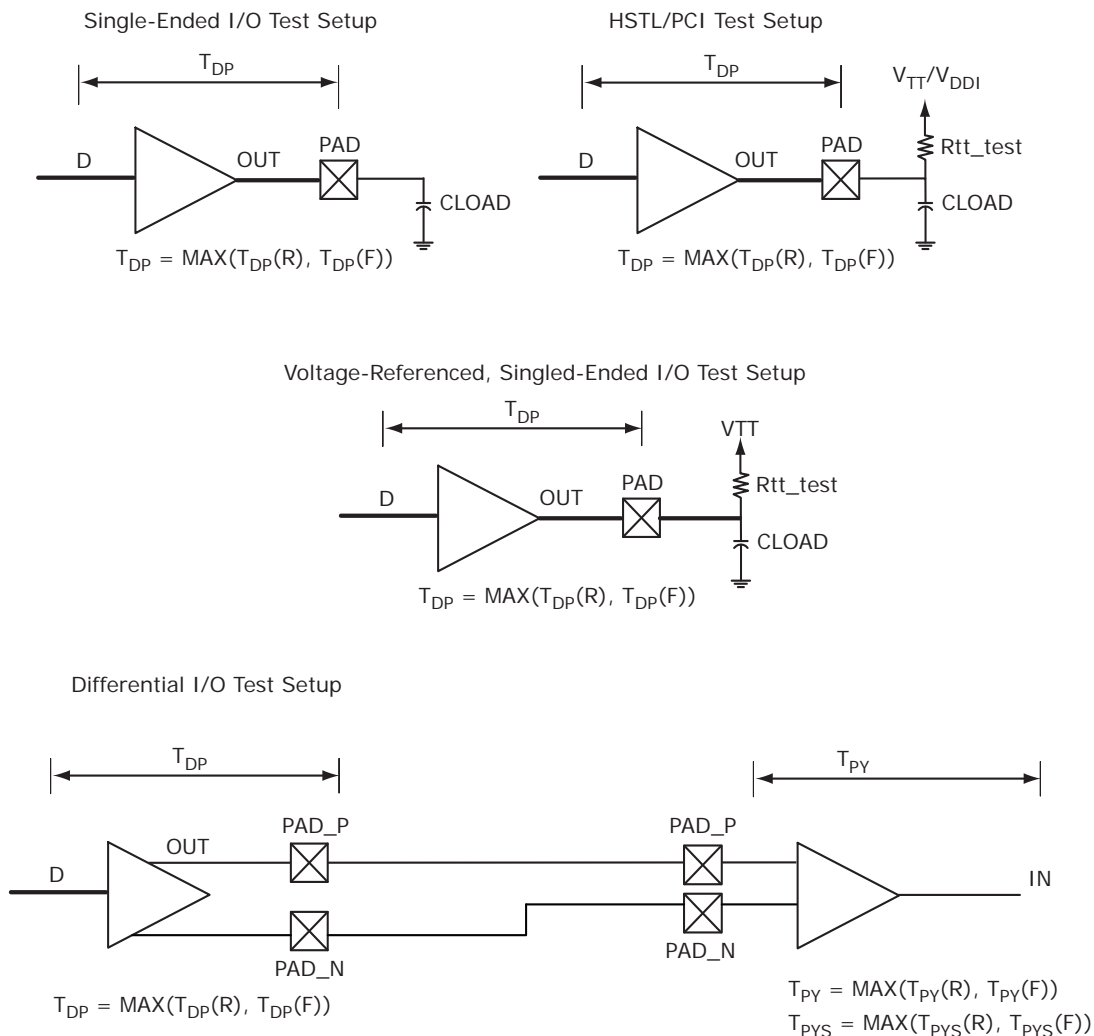 Single-Ended I/O Test Setup
T_DP
D
OUT
PAD
CLOAD
T_DP = MAX(T_DP(R), T_DP(F))
HSTL/PCI Test Setup
T_DP
V_TT/V_DDI
Rtt_test
D
OUT
PAD
CLOAD
T_DP = MAX(T_DP(R), T_DP(F))
Voltage-Referenced, Singled-Ended I/O Test Setup
T_DP
VTT
Rtt_test
D
OUT
PAD
CLOAD
T_DP = MAX(T_DP(R), T_DP(F))
Differential I/O Test Setup
T_DP
T_PY
D
OUT
PAD_P
PAD_P
IN
PAD_N
PAD_N
T_DP = MAX(T_DP(R), T_DP(F))
T_PY = MAX(T_PY(R), T_PY(F))
T_PYS = MAX(T_PYS(R), T_PYS(F))